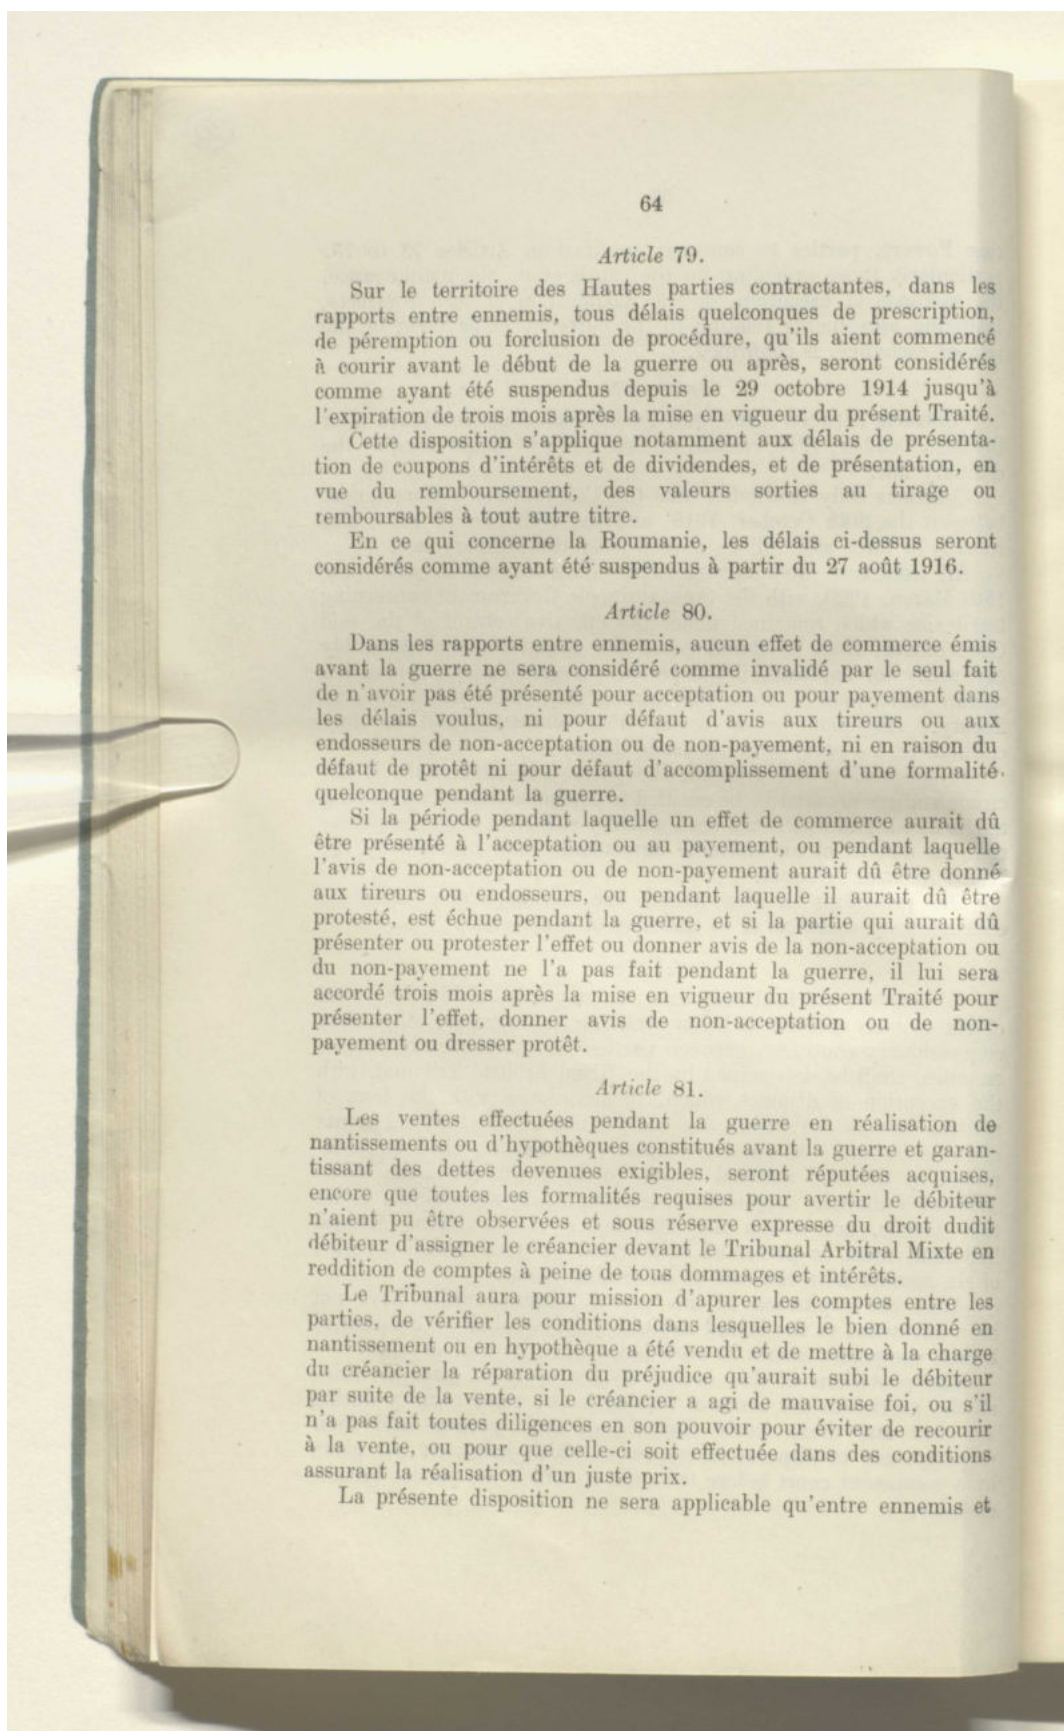 64
Article 79.
Sur le territoire des Hautes parties contractantes, dans les
rapports entre ennemis, tous délais quelconques de prescription,
de péremption ou forclusion de procédure, qu'ils aient commencé
à courir avant le début de la guerre ou après, seront considérés
comme ayant été suspendus depuis le 29 octobre 1914 jusqu'à
l'expiration de trois mois après la mise en vigueur du présent Traité.
Cette disposition s'applique notamment aux délais de présenta-
tion de coupons d'intérêts et de dividendes, et de présentation, en
vue du remboursement, des valeurs sorties au tirage ou
remboursables à tout autre titre.
En ce qui concerne la Roumanie, les délais ci-dessus seront
considérés comme ayant été suspendus à partir du 27 août 1916.
Article 80.
Dans les rapports entre ennemis, aucun effet de commerce émis
avant la guerre ne sera considéré comme invalidé par le seul fait
de n'avoir pas été présenté pour acceptation ou pour payement dans
les délais voulus, ni pour défaut d'avis aux tireurs ou aux
endosseurs de non-acceptation ou de non-payement, ni en raison du
défaut de protêt ni pour défaut d'accomplissement d'une formalité
quelconque pendant la guerre.
Si la période pendant laquelle un effet de commerce aurait dû
être présenté à l'acceptation ou au payement, ou pendant laquelle
l'avis de non-acceptation ou de non-payement aurait dû être donné
aux tireurs ou endosseurs, ou pendant laquelle il aurait dû être
protesté, est échue pendant la guerre, et si la partie qui aurait dû
présenter ou protester l'effet ou donner avis de la non-acceptation ou
du non-payement ne l'a pas fait pendant la guerre, il lui sera
accordé trois mois après la mise en vigueur du présent Traité pour
présenter l'effet, donner avis de non-acceptation ou de non-
payement ou dresser protêt.
Article 81.
Les ventes effectuées pendant la guerre en réalisation de
nantissements ou d'hypothèques constitués avant la guerre et garan-
tissant des dettes devenues exigibles, seront réputées acquises,
encore que toutes les formalités requises pour avertir le débiteur
n'aient pu être observées et sous réserve expresse du droit dudit
débiteur d'assigner le créancier devant le Tribunal Arbitral Mixte en
reddition de comptes à peine de tous dommages et intérêts.
Le Tribunal aura pour mission d'apurer les comptes entre les
parties, de vérifier les conditions dans lesquelles le bien donné en
nantissement ou en hypothèque a été vendu et de mettre à la charge
du créancier la réparation du préjudice qu'aurait subi le débiteur
par suite de la vente, si le créancier a agi de mauvaise foi, ou s'il
n'a pas fait toutes diligences en son pouvoir pour éviter de recourir
à la vente, ou pour que celle-ci soit effectuée dans des conditions
assurant la réalisation d'un juste prix.
La présente disposition ne sera applicable qu'entre ennemis et